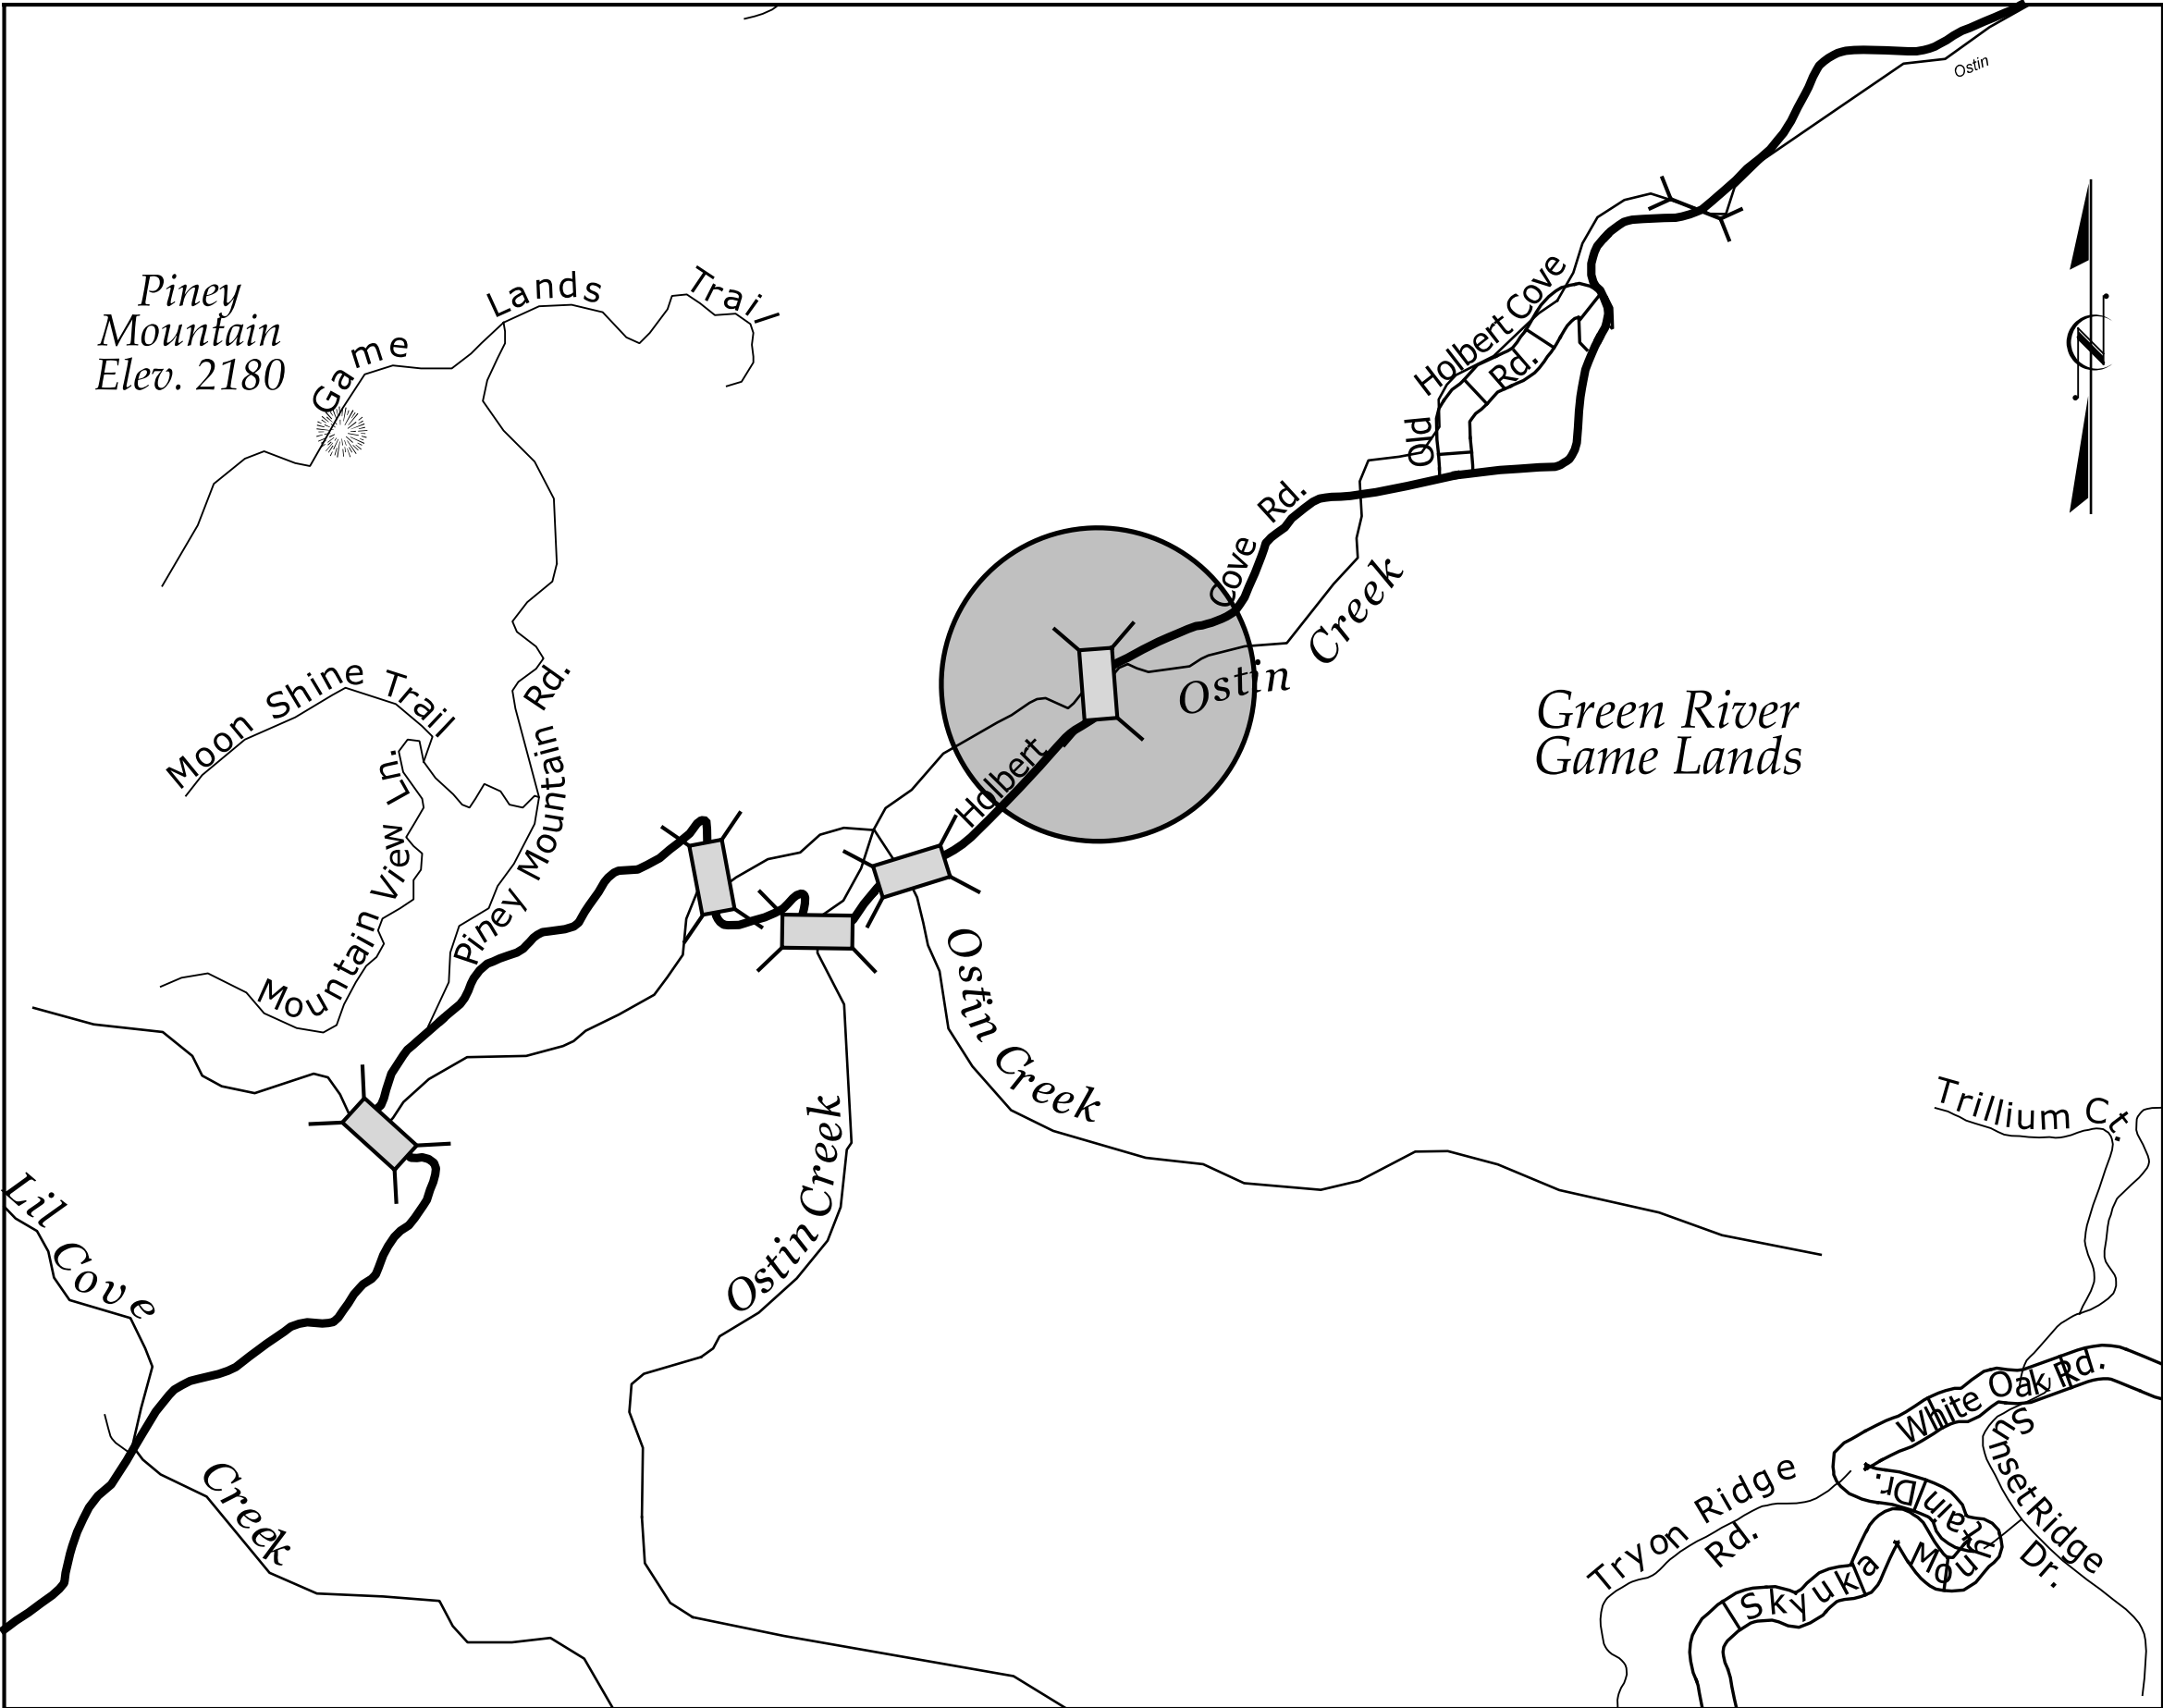 Ostin
Piney
Mountain
Elev. 2180
Game Lands Trail
Old Holbert Cove
Rd.
Holbert Cove Rd.
Ostin Creek
Green River
Game Lands
Moon Shine Trail
Mountain View Ln.
Piney Mountain Rd.
Ostin Creek
Ostin Creek
Lil Cove
Creek
Trillium Ct.
White Oak Rd.
Sunset Ridge
Dr.
Tryon Ridge
Rd.
Skyuka
Mountain Dr.
N